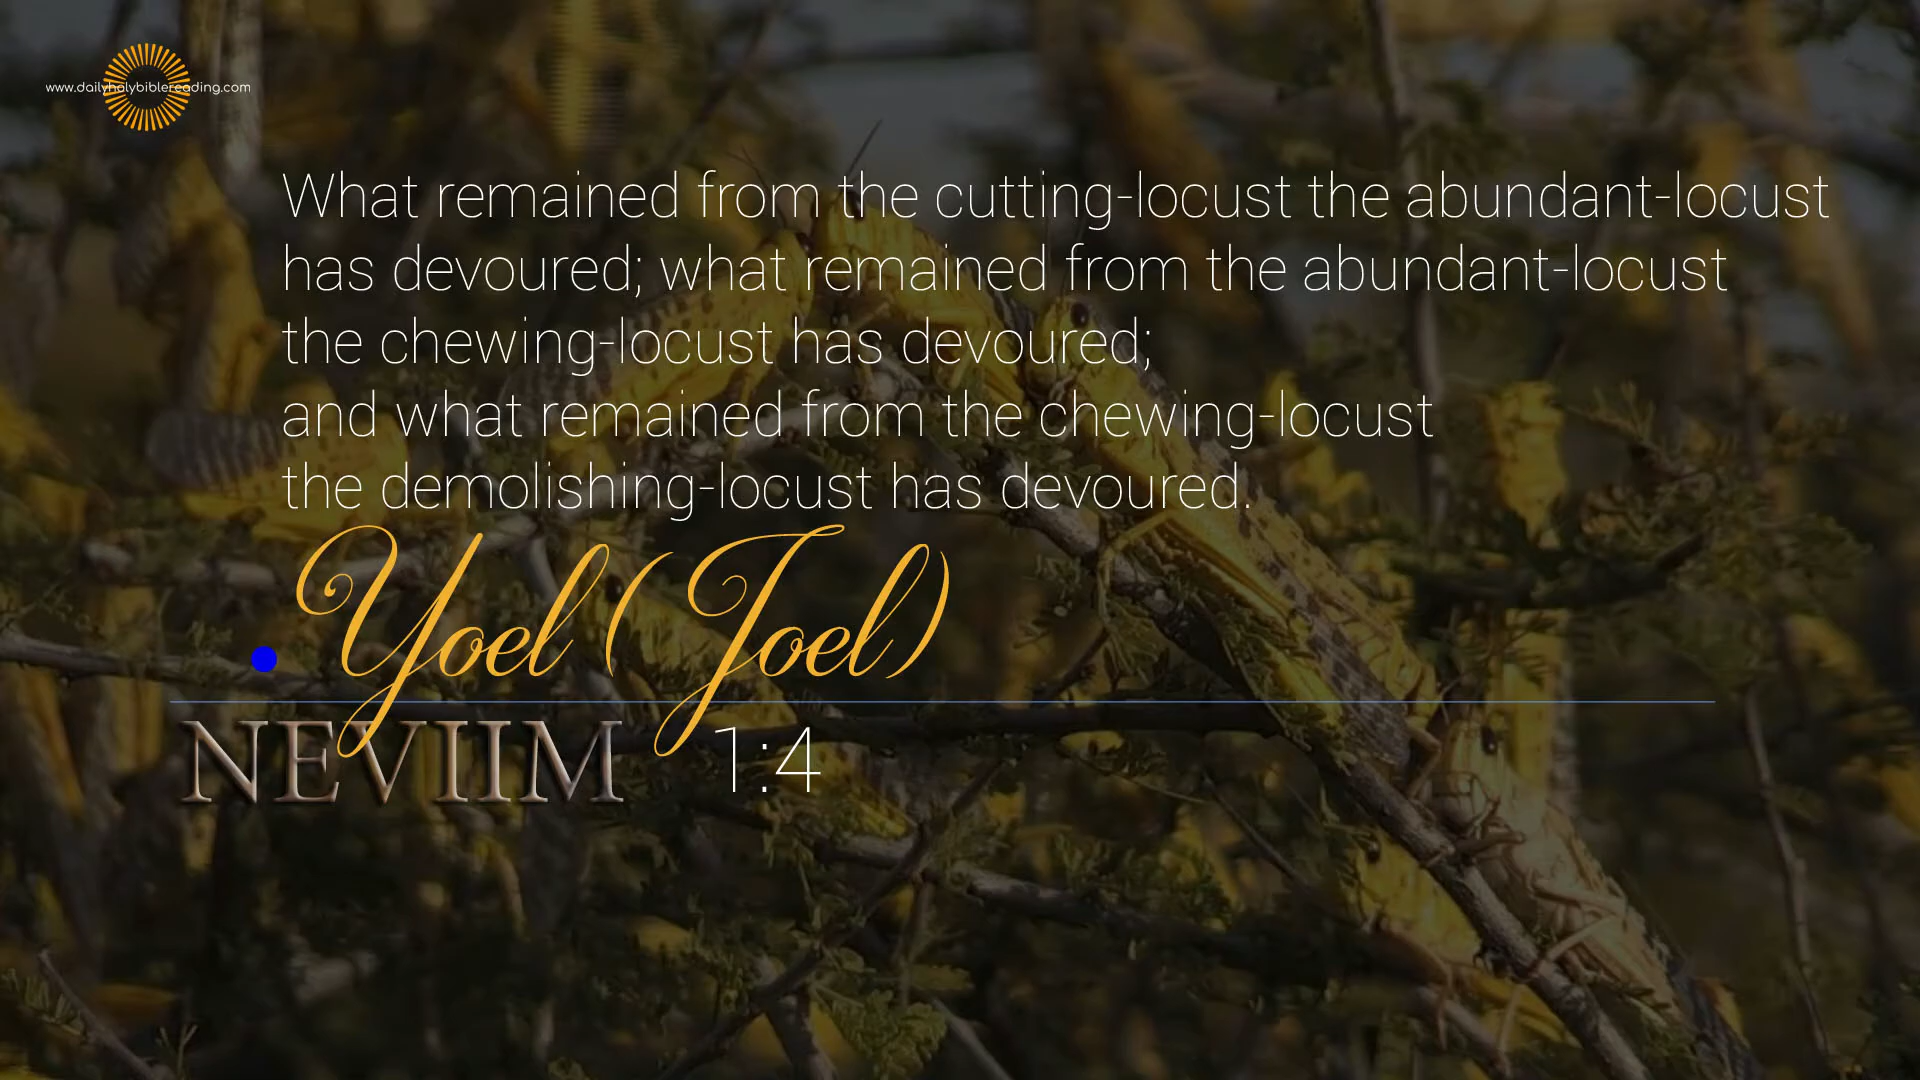 www.dailyholybiblereading.com
What remained from the cutting-locust the abundant-locust
has devoured; what remained from the abundant-locust
the chewing-locust has devoured;
and what remained from the chewing-locust
the demolishing-locust has devoured.
Yoel (Joel)
NEVIIM 1:4